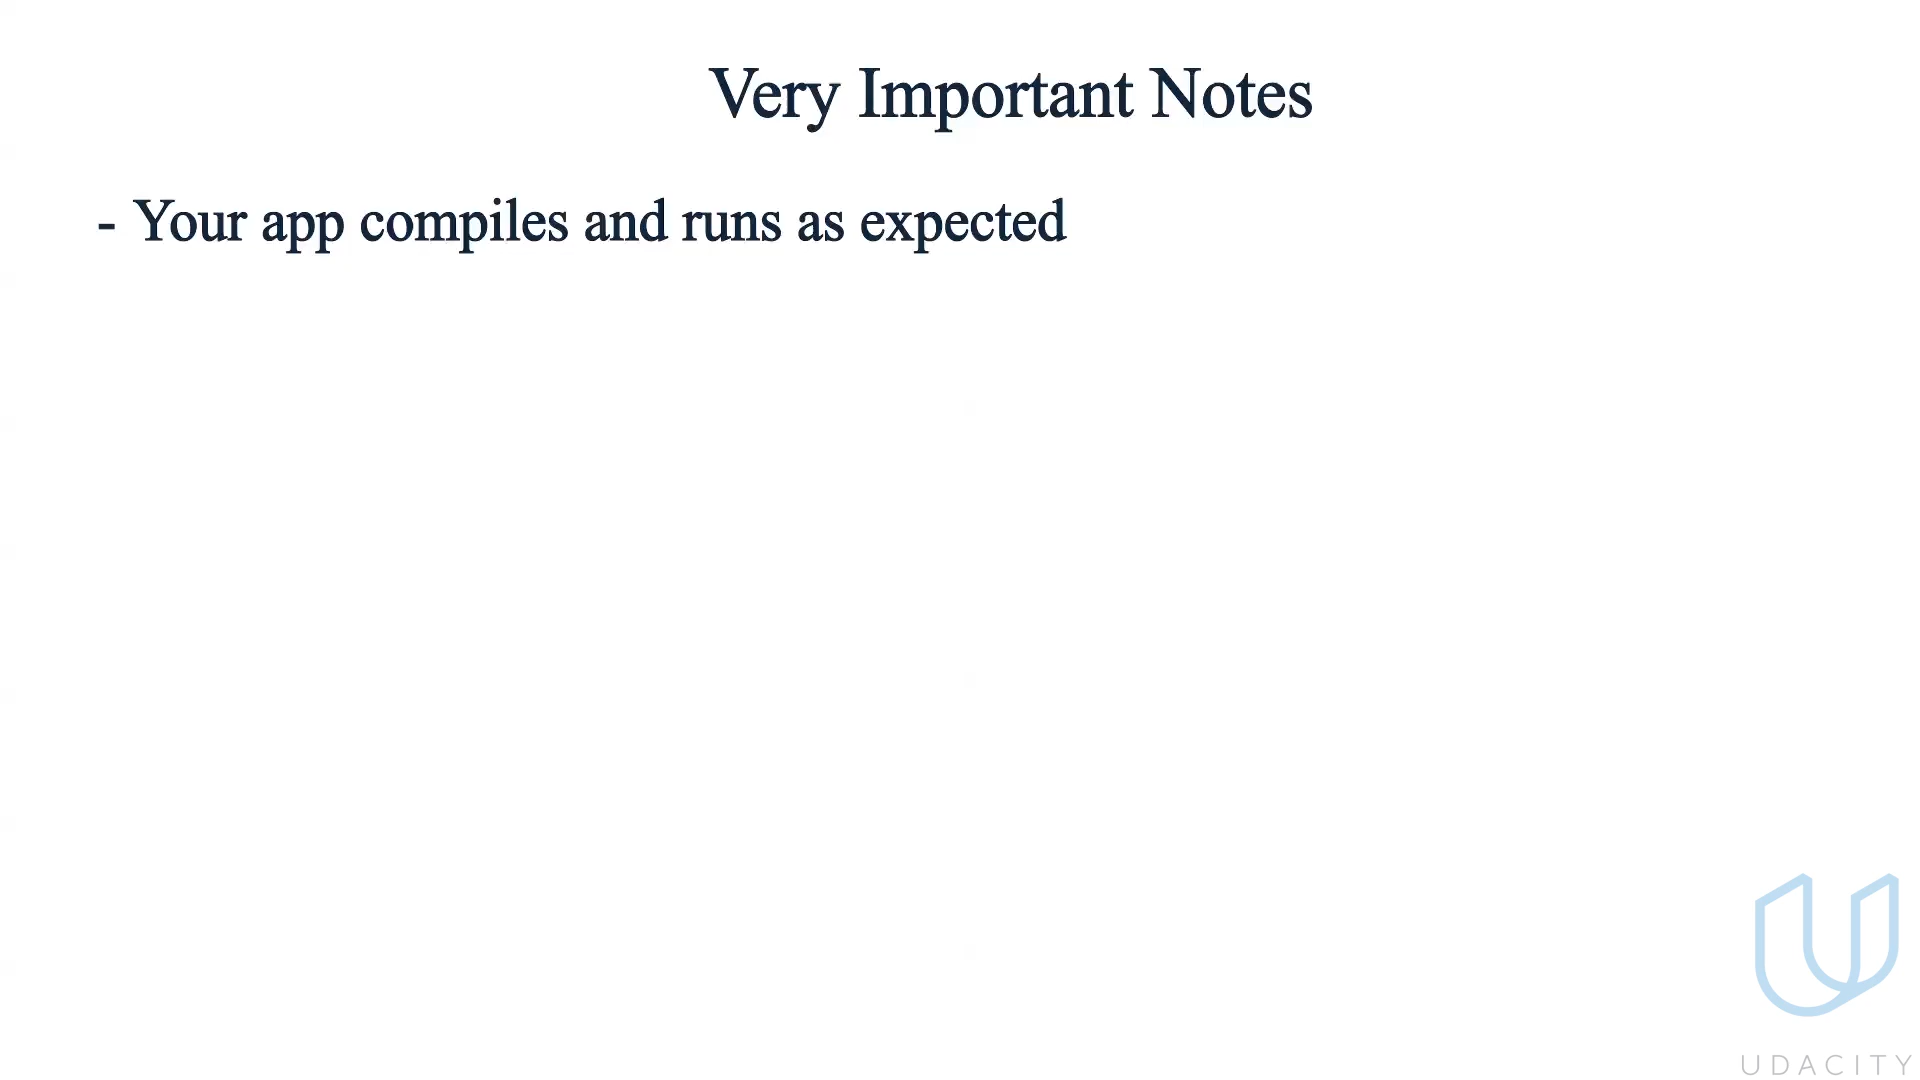 Very Important Notes
- Your app compiles and runs as expected
UDACITY